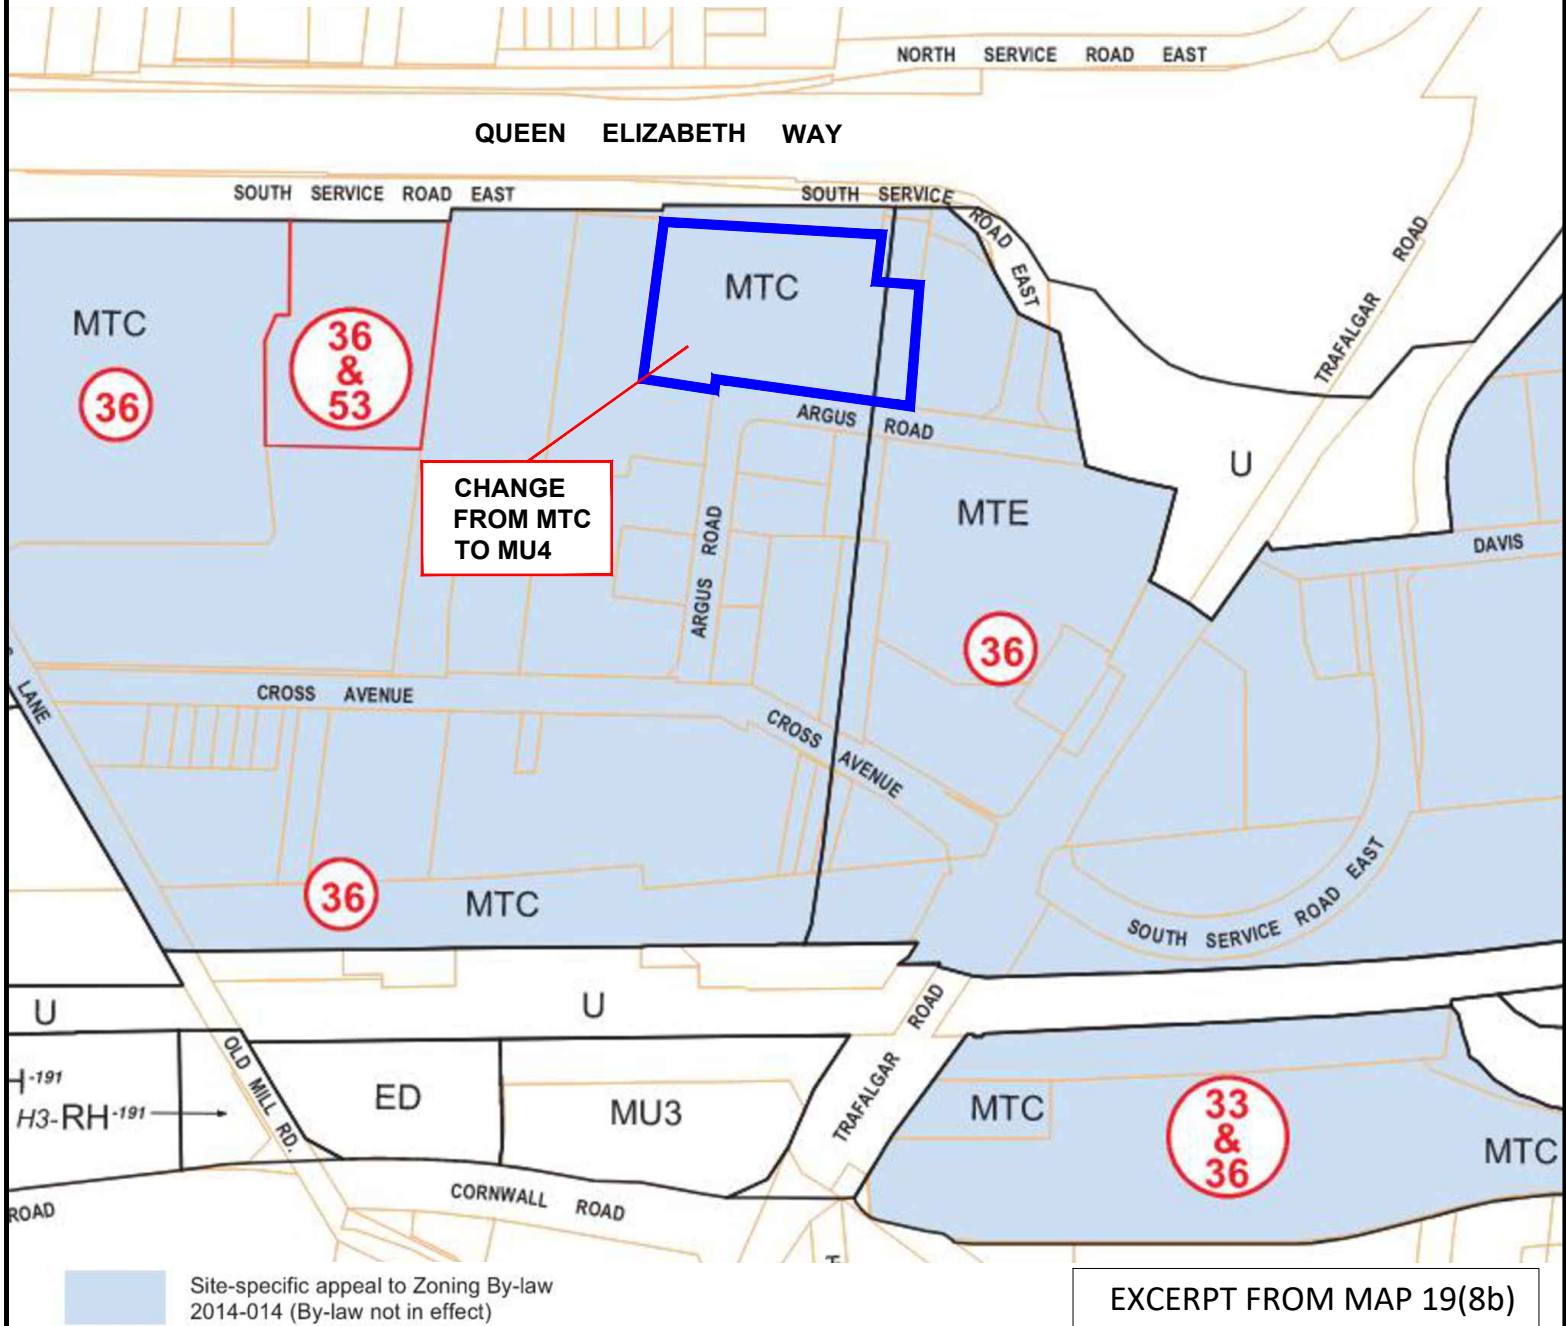 NORTH SERVICE ROAD EAST
QUEEN ELIZABETH WAY
SOUTH SERVICE ROAD EAST
SOUTH SERVICE ROAD EAST
TRAFALGAR ROAD
MTC
MTC
36
36
&
53
ARGUS ROAD
CHANGE
FROM MTC
TO MU4
U
MTE
ARGUS ROAD
DAVIS
36
LANE
CROSS AVENUE
CROSS AVENUE
36
MTC
SOUTH SERVICE ROAD EAST
U
U
TRAFALGAR ROAD
OLD MILL RD.
-191
H3-RH-191
ED
MU3
MTC
33
&
36
MTC
CORNWALL ROAD
ROAD
Site-specific appeal to Zoning By-law
2014-014 (By-law not in effect)
EXCERPT FROM MAP 19(8b)